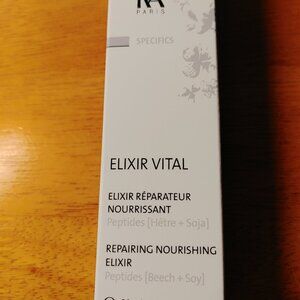 PARIS
SPECIFICS
ELIXIR VITAL
ELIXIR RÉPARATEUR
NOURRISSANT
Peptides [Hêtre + Soja]
REPAIRING NOURISHING
ELIXIR
Peptides [Beech + Soy]